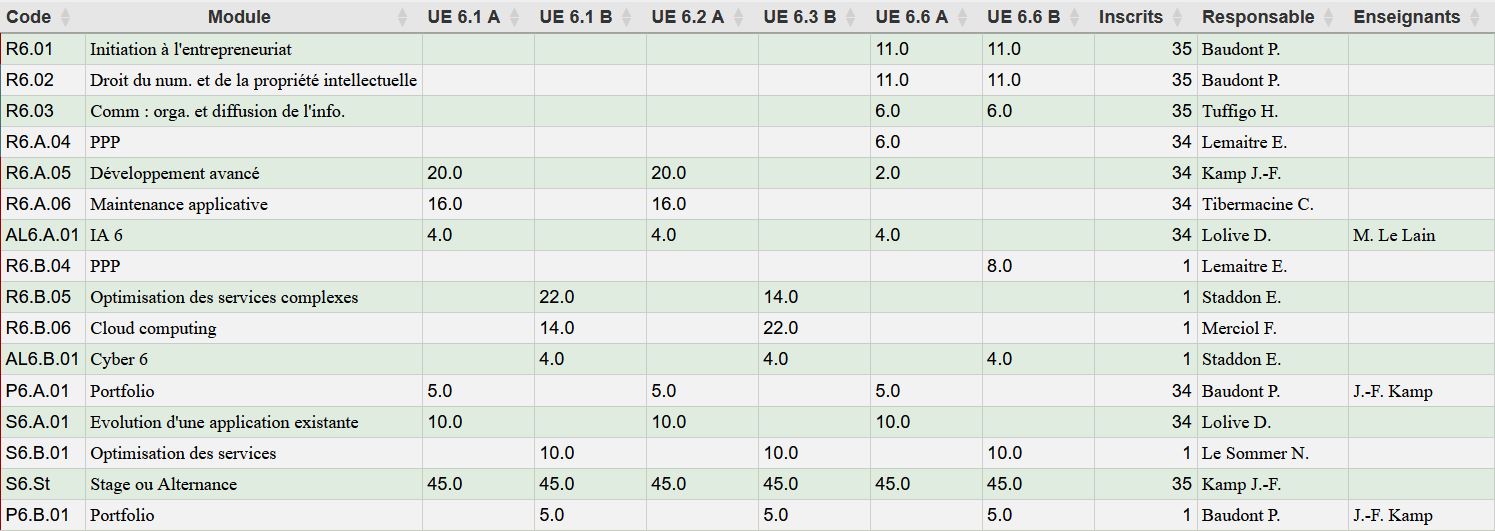 Code Module UE 6.1 A UE 6.1 B UE 6.2 A UE 6.3 B UE 6.6 A UE 6.6 B Inscrits Responsable Enseignants
R6.01 Initiation à l'entrepreneuriat 11.0 11.0 35 Baudont P.
R6.02 Droit du num. et de la propriété intellectuelle 11.0 11.0 35 Baudont P.
R6.03 Comm : orga. et diffusion de l'info. 6.0 6.0 35 Tuffigo H.
R6.A.04 PPP 6.0 34 Lemaitre E.
R6.A.05 Développement avancé 20.0 20.0 2.0 34 Kamp J.-F.
R6.A.06 Maintenance applicative 16.0 16.0 34 Tibermacine C.
AL6.A.01 IA 6 4.0 4.0 4.0 34 Lolive D. M. Le Lain
R6.B.04 PPP 8.0 1 Lemaitre E.
R6.B.05 Optimisation des services complexes 22.0 14.0 1 Staddon E.
R6.B.06 Cloud computing 14.0 22.0 1 Merciol F.
AL6.B.01 Cyber 6 4.0 4.0 4.0 1 Staddon E.
P6.A.01 Portfolio 5.0 5.0 5.0 34 Baudont P. J.-F. Kamp
S6.A.01 Evolution d'une application existante 10.0 10.0 10.0 34 Lolive D.
S6.B.01 Optimisation des services 10.0 10.0 10.0 1 Le Sommer N.
S6.St Stage ou Alternance 45.0 45.0 45.0 45.0 45.0 45.0 35 Kamp J.-F.
P6.B.01 Portfolio 5.0 5.0 5.0 1 Baudont P. J.-F. Kamp